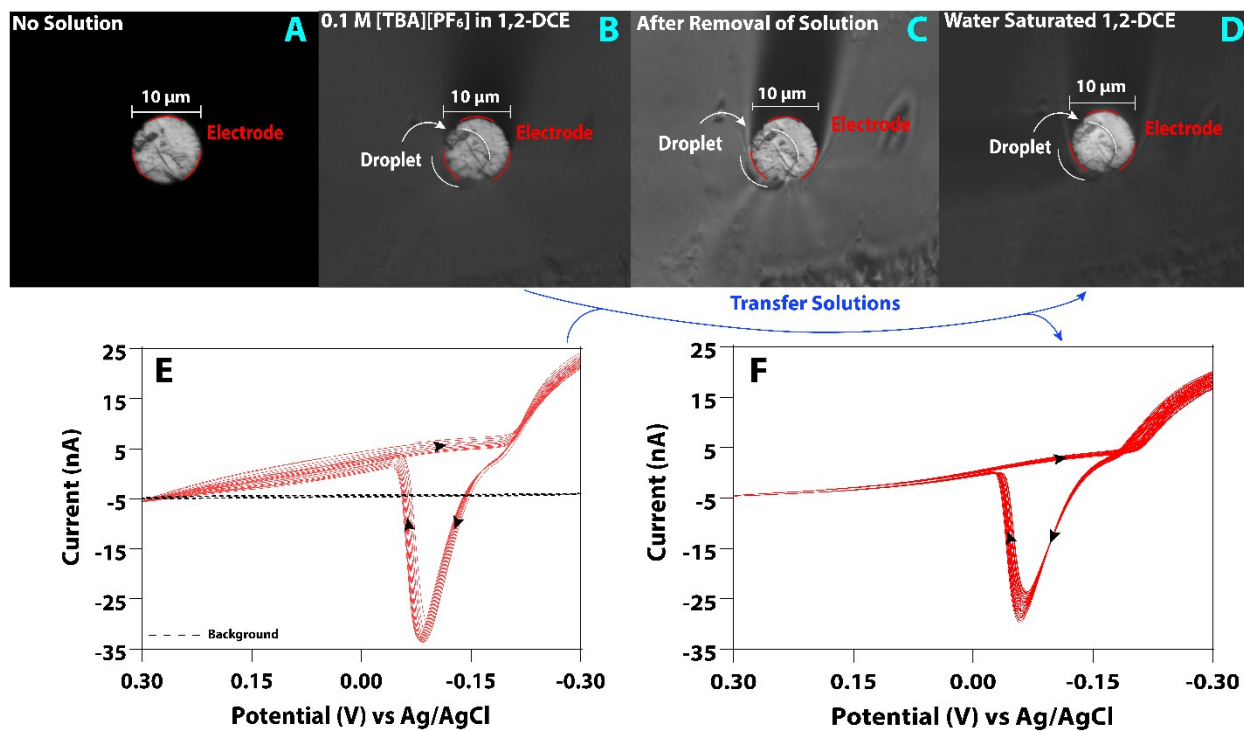 No Solution
A
0.1 M [TBA][PF₆] in 1,2-DCE
B
After Removal of Solution
C
Water Saturated 1,2-DCE
D
10 μm
Electrode
10 μm
Electrode
Droplet
10 μm
Electrode
Droplet
10 μm
Electrode
Droplet
Transfer Solutions
E
Current (nA)
25
15
5
-5
-15
-25
-35
Background
0.30
0.15
0.00
-0.15
-0.30
Potential (V) vs Ag/AgCl
F
Current (nA)
25
15
5
-5
-15
-25
-35
0.30
0.15
0.00
-0.15
-0.30
Potential (V) vs Ag/AgCl